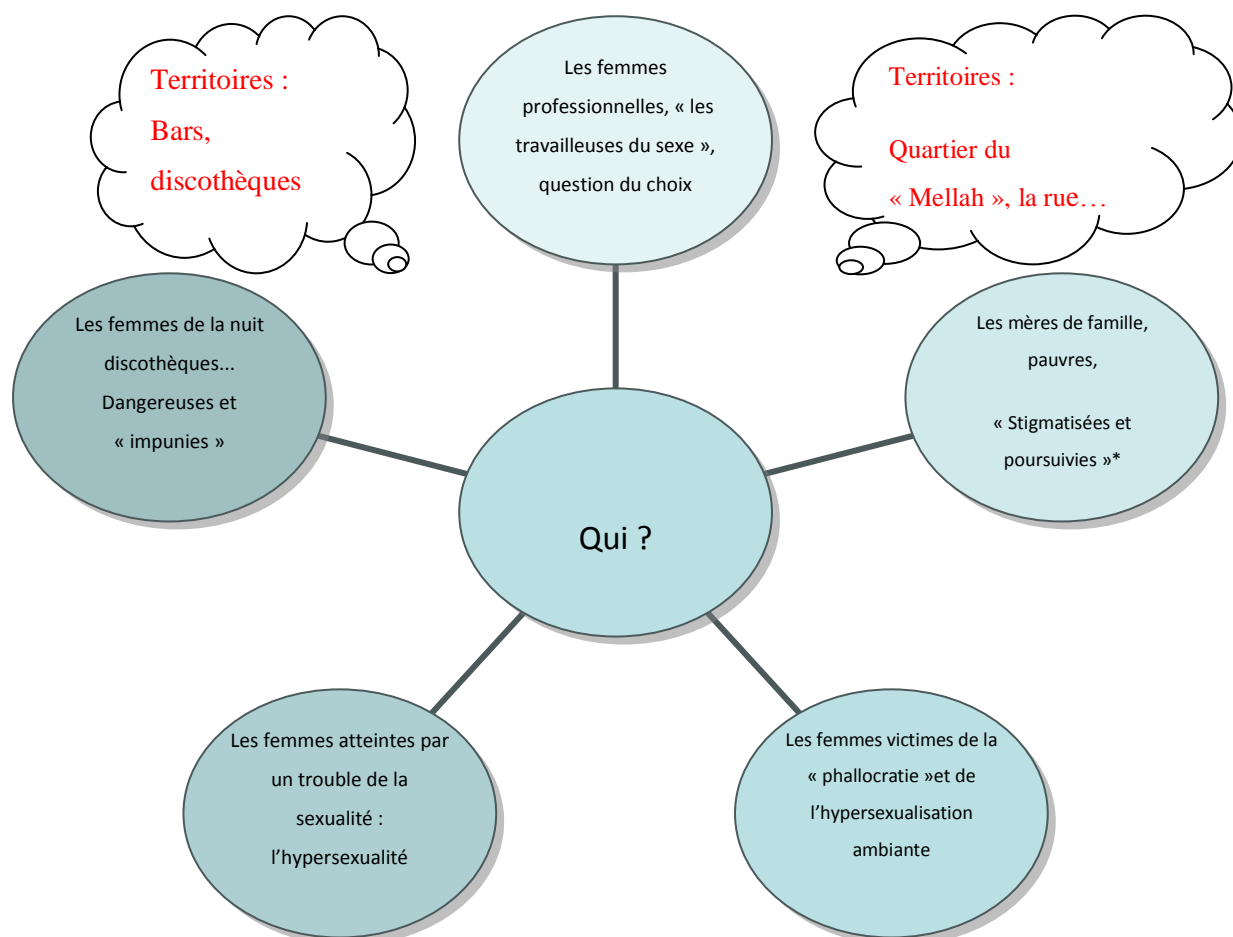 Territoires :
Bars,
discothèques
Les femmes
professionnelles, « les
travailleuses du sexe »,
question du choix
Territoires :
Quartier du
« Mellah », la rue…
Les femmes de la nuit
discothèques...
Dangereuses et
« impunies »
Les mères de famille,
pauvres,
« Stigmatisées et
poursuivies »*
Qui ?
Les femmes atteintes par
un trouble de la
sexualité :
l’hypersexualité
Les femmes victimes de la
« phallocratie »et de
l’hypersexualisation
ambiante